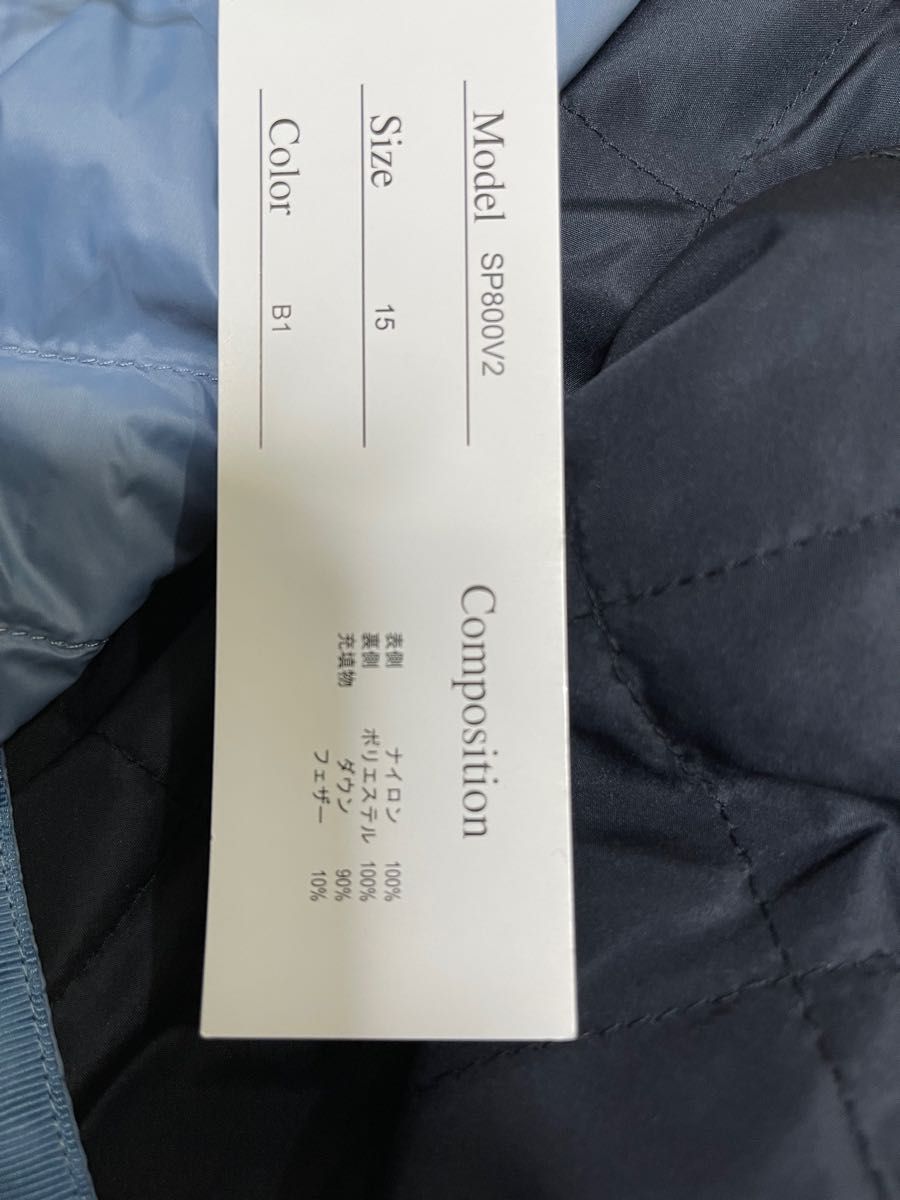 Model SP800V2
Size 15
Color B1
Composition
表側 ナイロン 100%
裏側 ポリエステル 100%
充填物 ダウン 90%
フェザー 10%